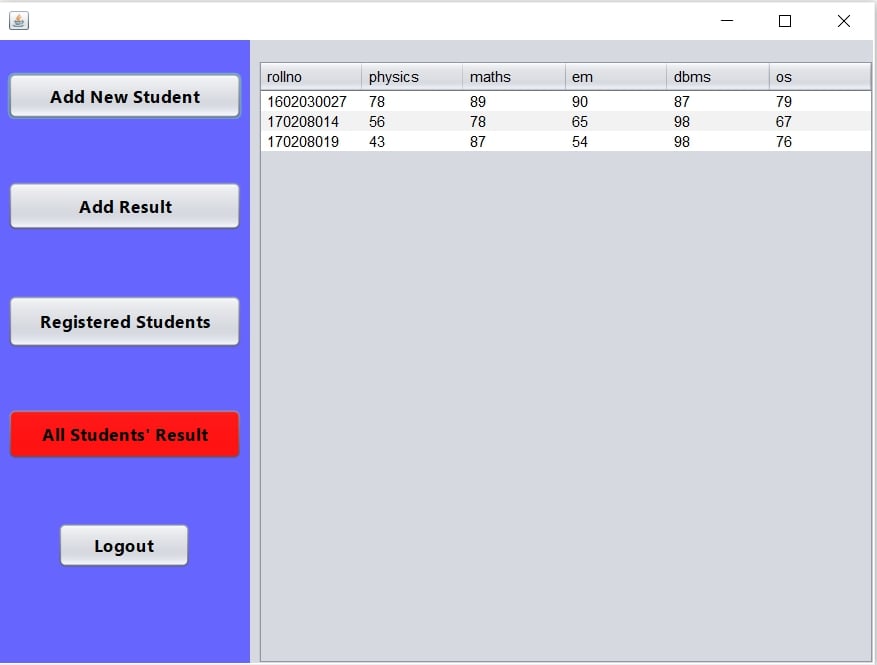 Add New Student
Add Result
Registered Students
All Students' Result
Logout
rollno physics maths em dbms os
1602030027 78 89 90 87 79
170208014 56 78 65 98 67
170208019 43 87 54 98 76